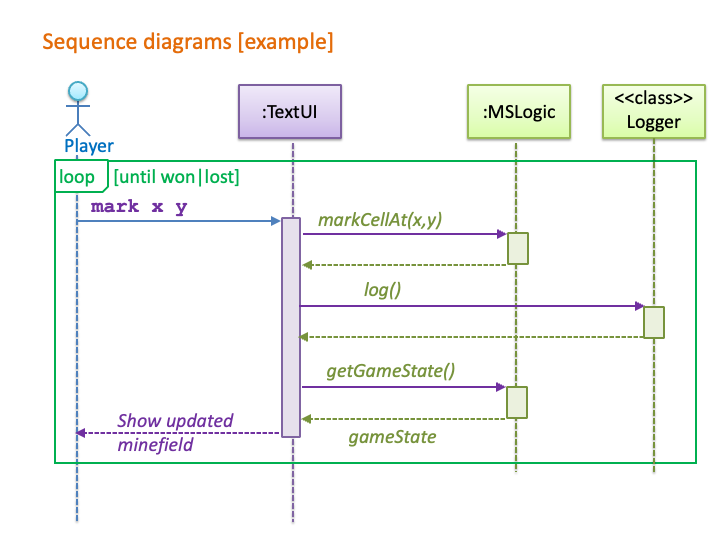 Sequence diagrams [example]
:TextUI
:MSLogic
<<class>>
Logger
Player
loop
[until won|lost]
mark x y
markCellAt(x,y)
log()
getGameState()
Show updated
minefield
gameState